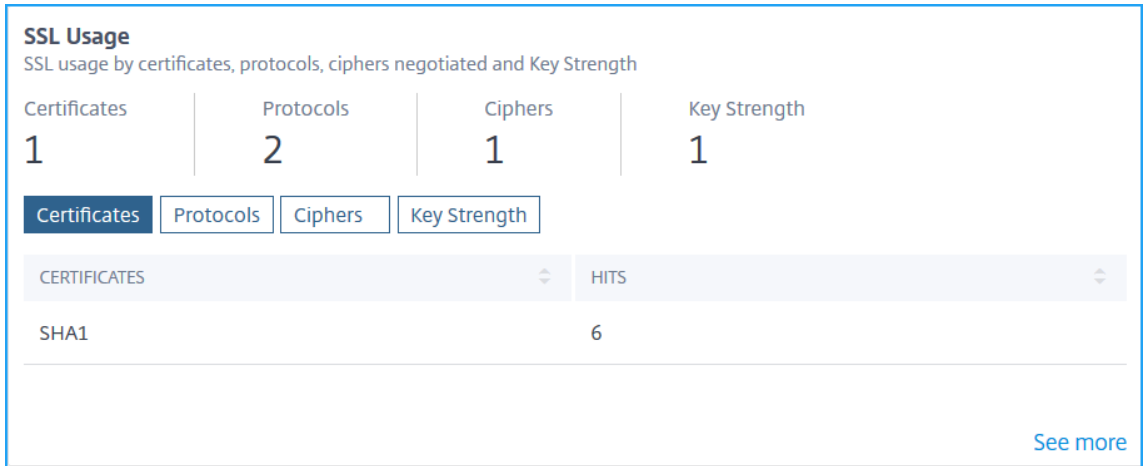 SSL Usage
SSL usage by certificates, protocols, ciphers negotiated and Key Strength
Certificates Protocols Ciphers Key Strength
1 2 1 1
Certificates Protocols Ciphers Key Strength
CERTIFICATES HITS
SHA1 6
See more